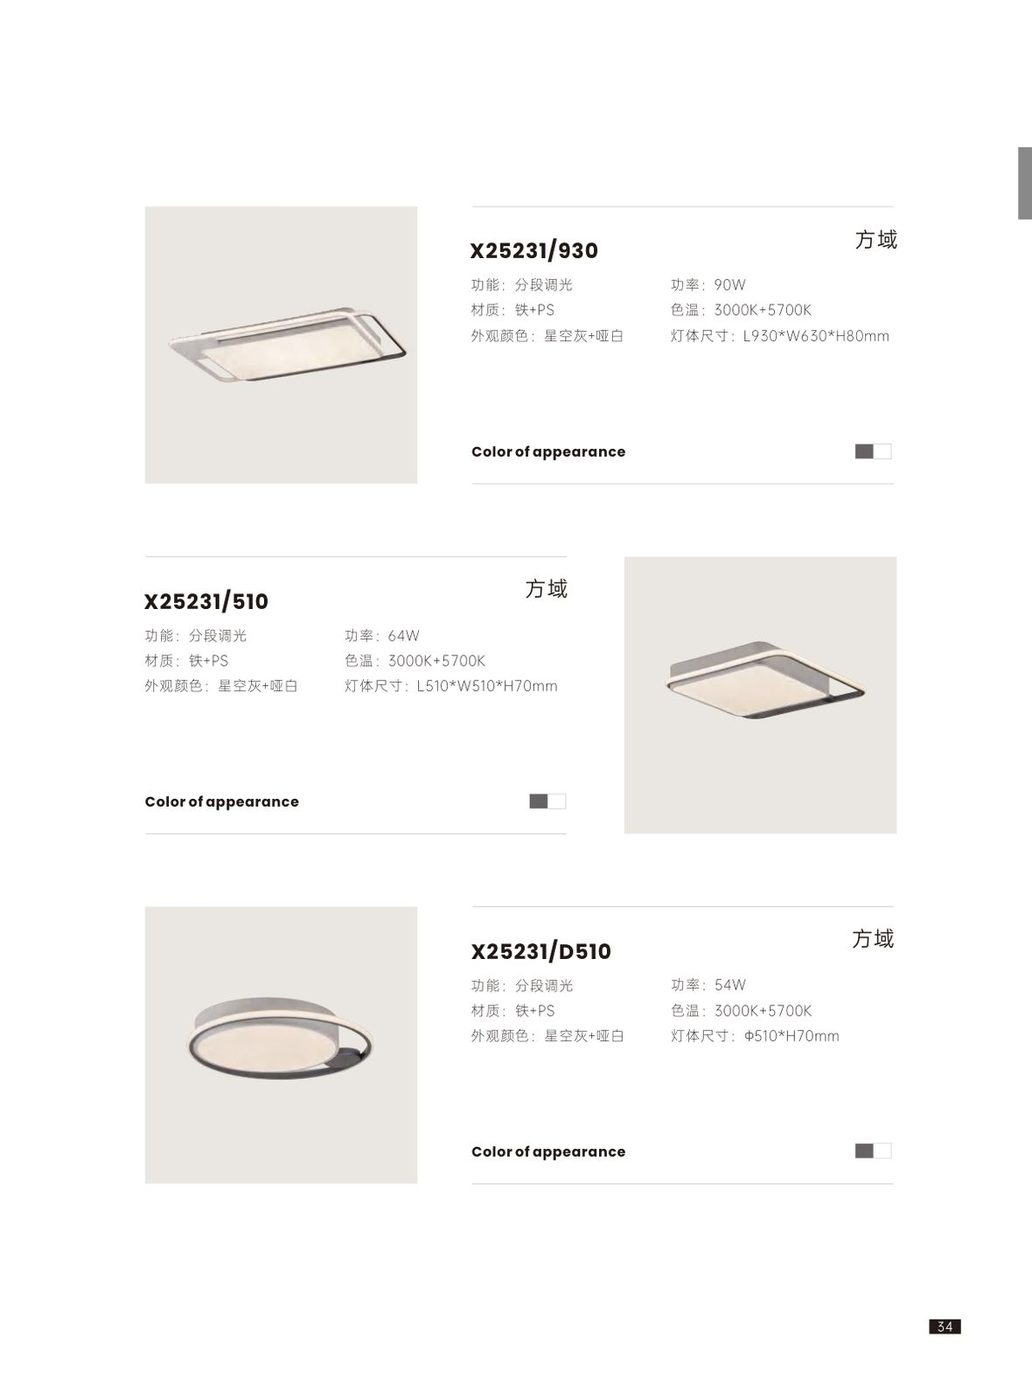 方域
X25231/930
功能：分段调光 功率：90W
材质：铁+PS 色温：3000K+5700K
外观颜色：星空灰+哑白 灯体尺寸：L930*W630*H80mm
Color of appearance
方域
X25231/510
功能：分段调光 功率：64W
材质：铁+PS 色温：3000K+5700K
外观颜色：星空灰+哑白 灯体尺寸：L510*W510*H70mm
Color of appearance
方域
X25231/D510
功能：分段调光 功率：54W
材质：铁+PS 色温：3000K+5700K
外观颜色：星空灰+哑白 灯体尺寸：Φ510*H70mm
Color of appearance
34